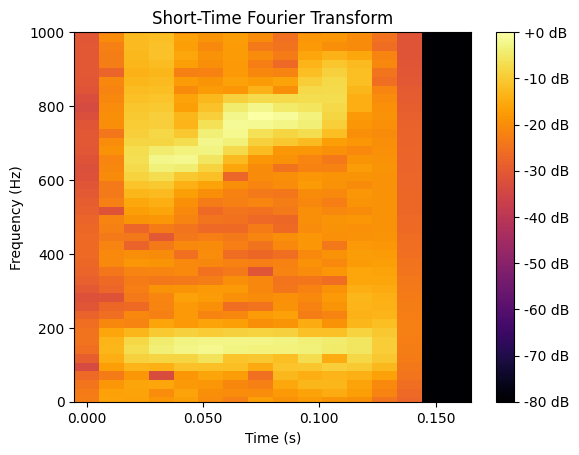 Short-Time Fourier Transform
1000
800
600
400
200
0
Frequency (Hz)
0.000
0.050
0.100
0.150
Time (s)
+0 dB
-10 dB
-20 dB
-30 dB
-40 dB
-50 dB
-60 dB
-70 dB
-80 dB